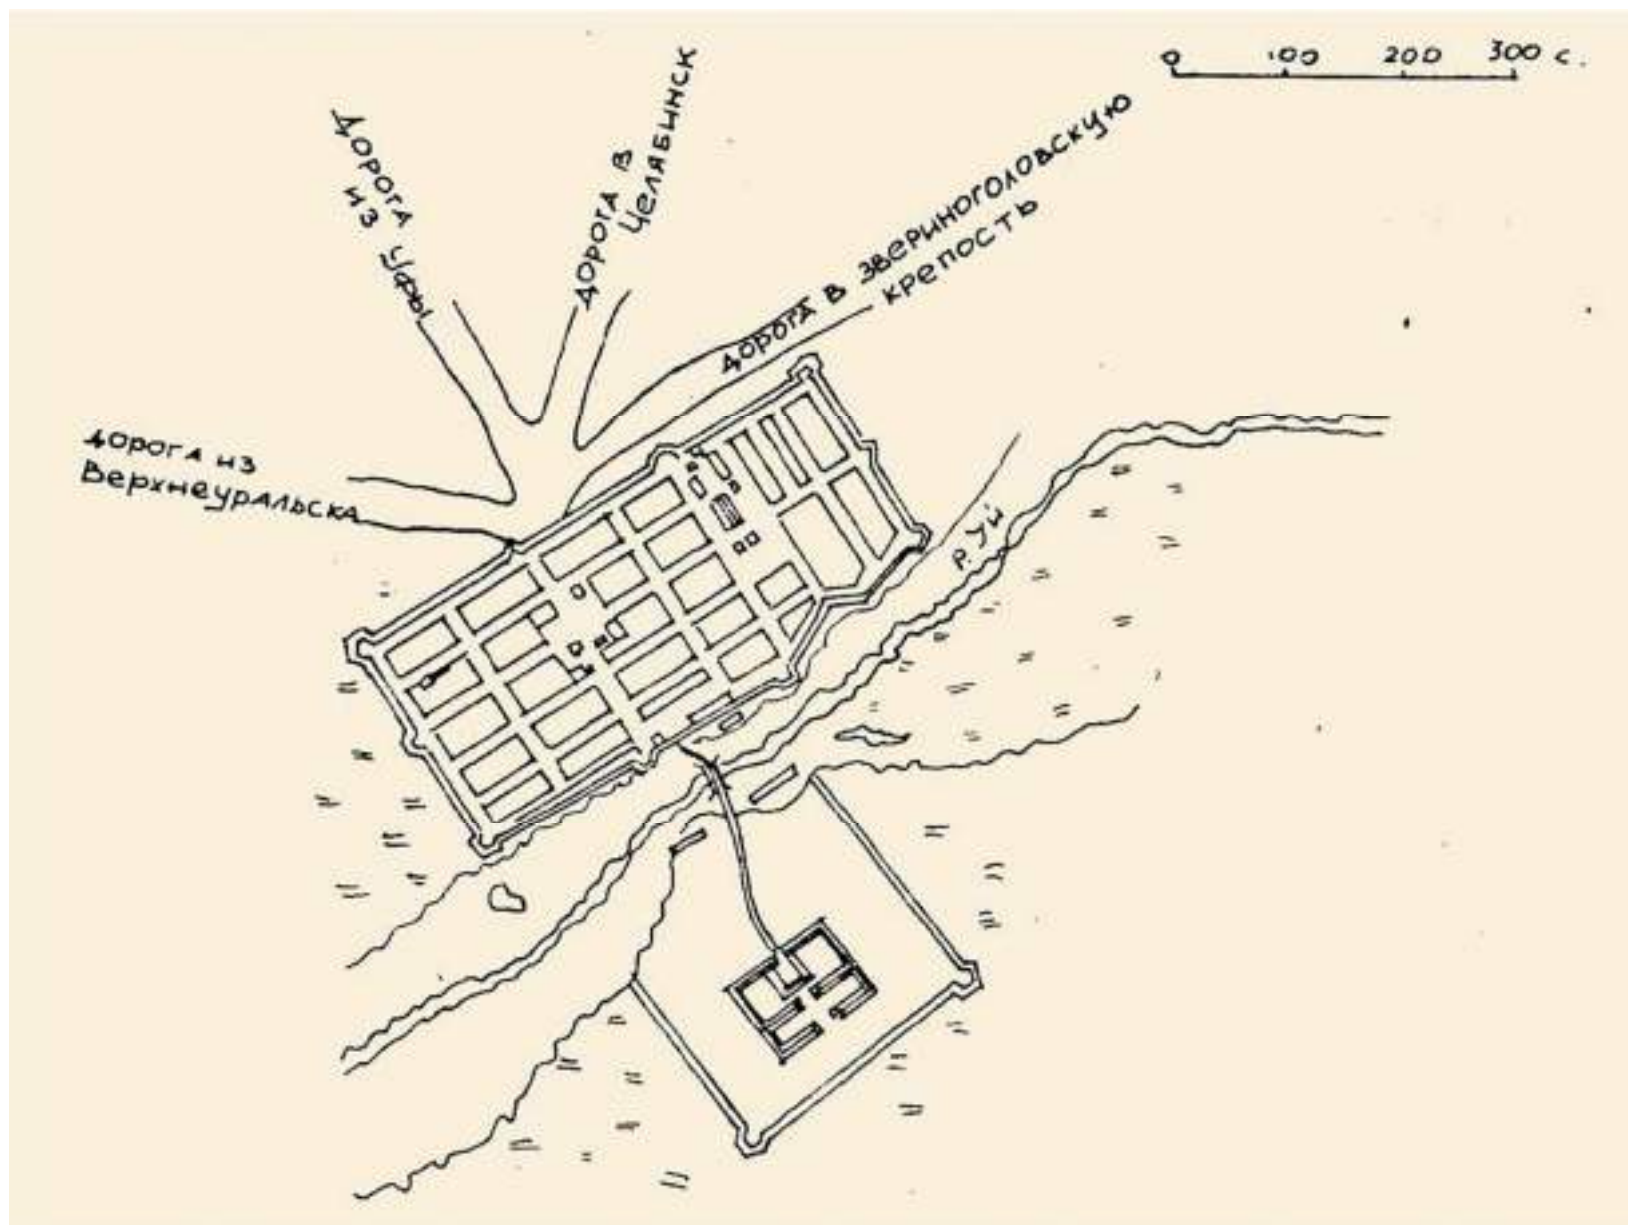 0 100 200 300 с.
Дорога
из Уфы
Дорога в
Челябинск
Дорога в Звериноголовскую
крепость
Дорога из
Верхнеуральска
р. Уй